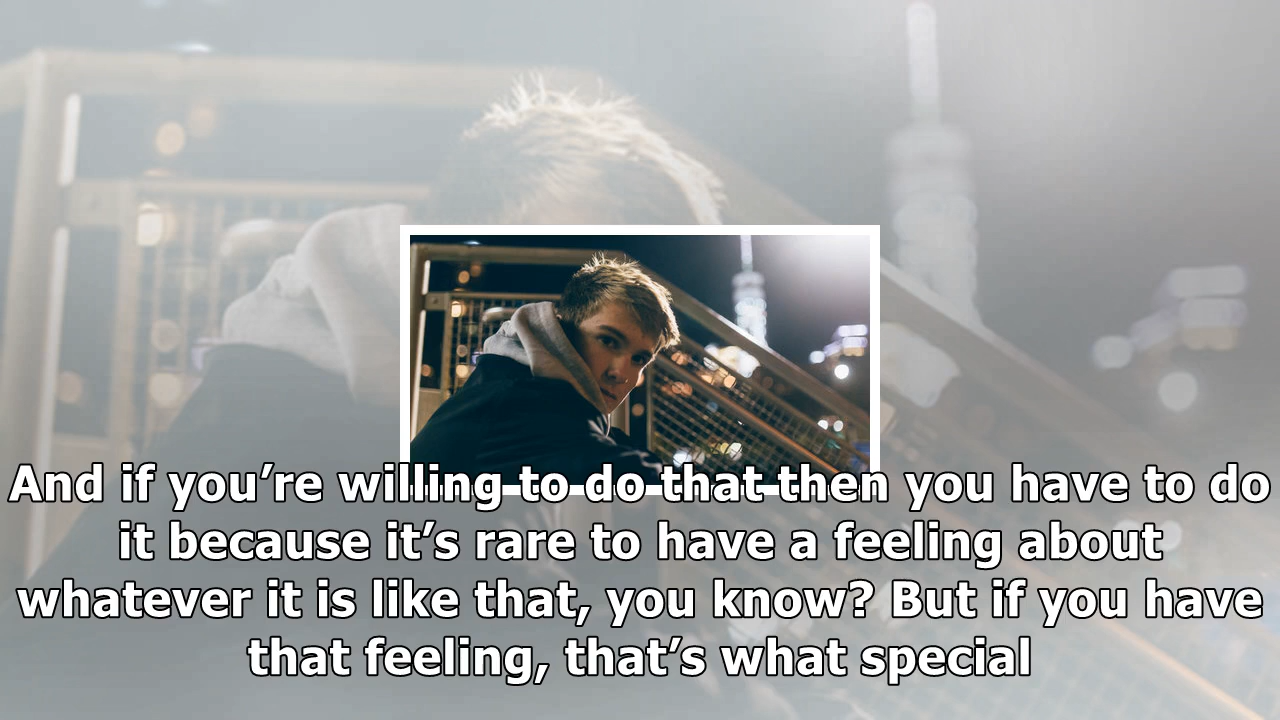 And if you’re willing to do that then you have to do
it because it’s rare to have a feeling about
whatever it is like that, you know? But if you have
that feeling, that’s what special